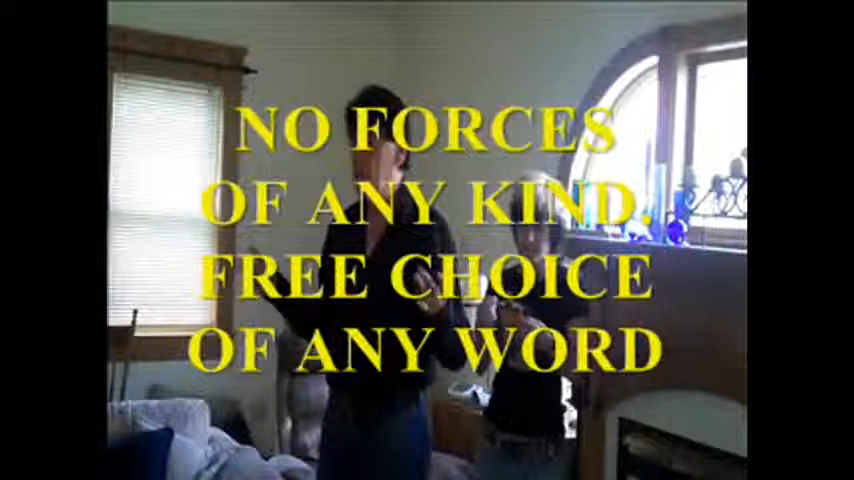 NO FORCES
OF ANY KIND
FREE CHOICE
OF ANY WORD